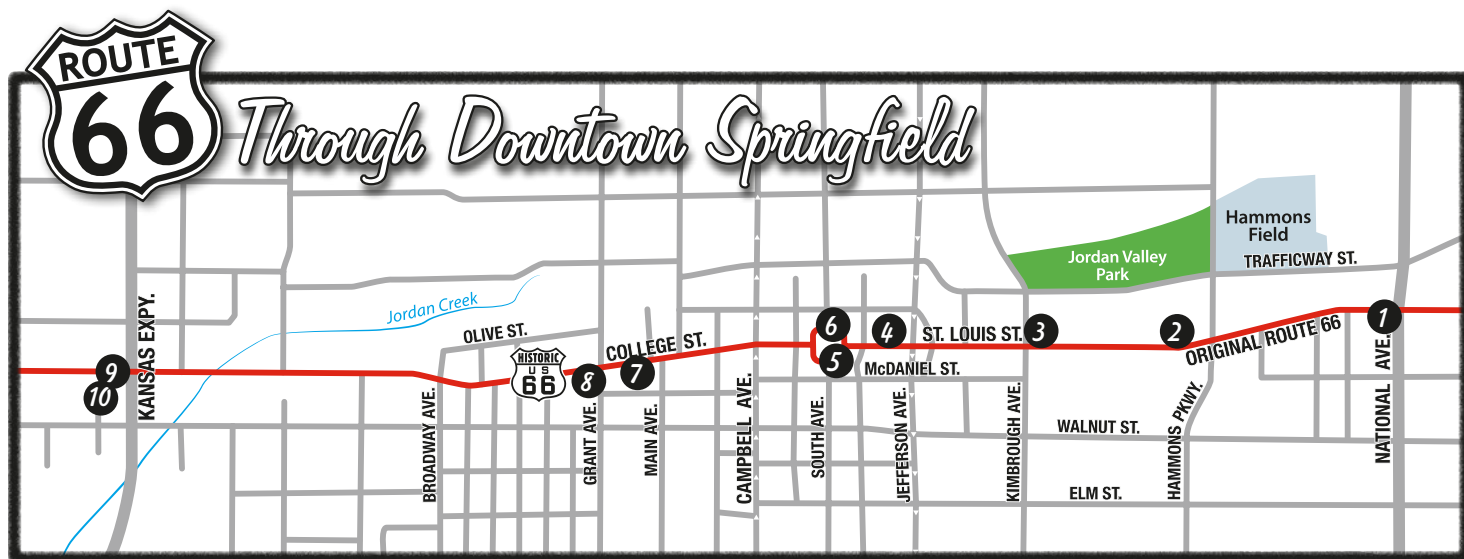 ROUTE
66
Through Downtown Springfield
Hammons
Field
Jordan Valley
Park
TRAFFICWAY ST.
Jordan Creek
KANSAS EXPY.
OLIVE ST.
COLLEGE ST.
ST. LOUIS ST.
McDANIEL ST.
ORIGINAL ROUTE 66
HISTORIC
US
66
1
2
3
4
5
6
7
8
9
10
BROADWAY AVE.
GRANT AVE.
MAIN AVE.
CAMPBELL AVE.
SOUTH AVE.
JEFFERSON AVE.
KIMBROUGH AVE.
HAMMONS PKWY.
NATIONAL AVE.
WALNUT ST.
ELM ST.